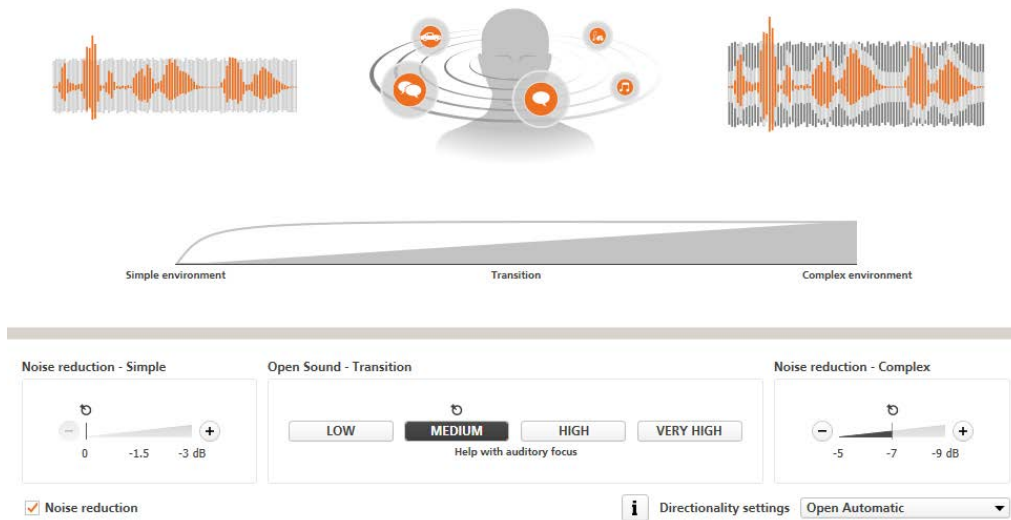 Simple environment
Transition
Complex environment
Noise reduction - Simple
Open Sound - Transition
Noise reduction - Complex
LOW
MEDIUM
HIGH
VERY HIGH
Help with auditory focus
0 -1.5 -3 dB
-5 -7 -9 dB
Noise reduction
i
Directionality settings
Open Automatic